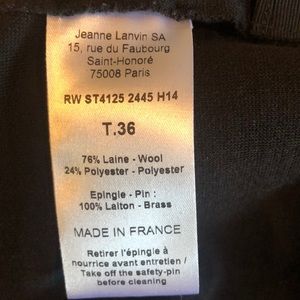 Jeanne Lanvin SA
15, rue du Faubourg
Saint-Honoré
75008 Paris
RW ST4125 2445 H14
T.36
76% Laine - Wool
24% Polyester - Polyester
Epingle - Pin :
100% Laiton - Brass
MADE IN FRANCE
Retirer l'épingle à
nourrice avant entretien /
Take off the safety-pin
before cleaning